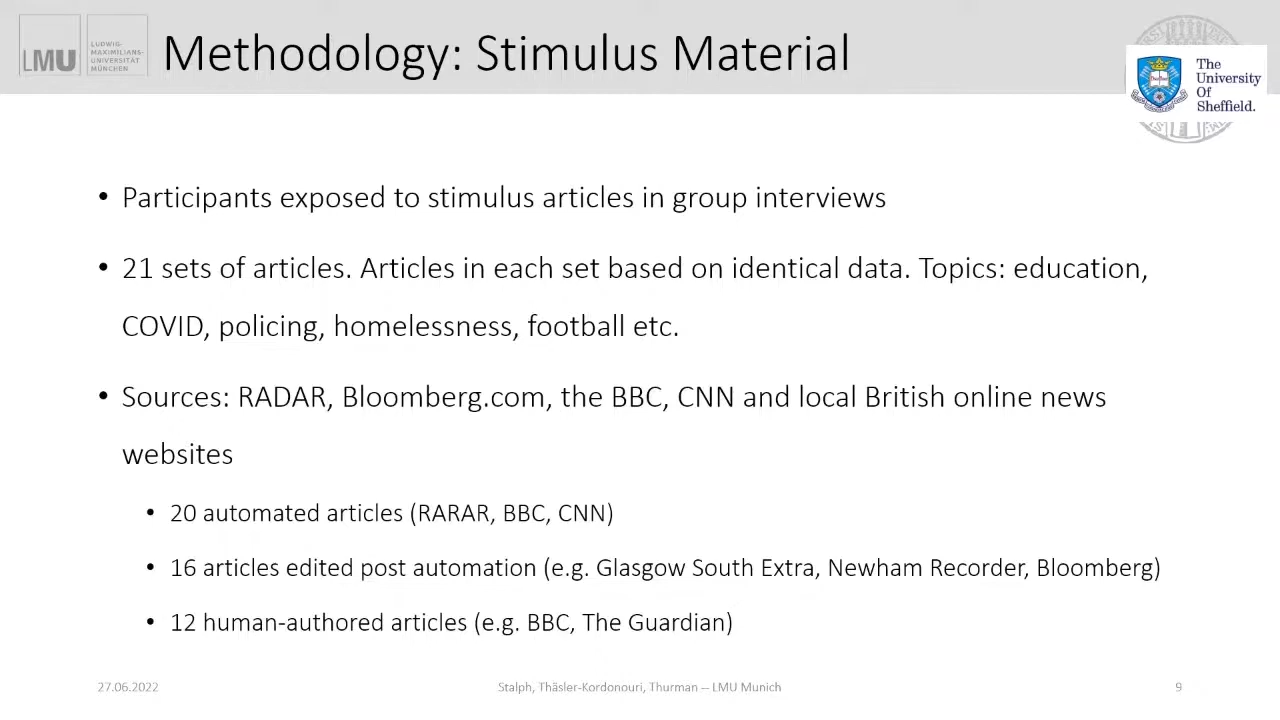 LMU
LUDWIG-
MAXIMILIANS-
UNIVERSITÄT
MÜNCHEN
Methodology: Stimulus Material
The
University
Of
Sheffield.
• Participants exposed to stimulus articles in group interviews
• 21 sets of articles. Articles in each set based on identical data. Topics: education,
COVID, policing, homelessness, football etc.
• Sources: RADAR, Bloomberg.com, the BBC, CNN and local British online news
websites
• 20 automated articles (RARAR, BBC, CNN)
• 16 articles edited post automation (e.g. Glasgow South Extra, Newham Recorder, Bloomberg)
• 12 human-authored articles (e.g. BBC, The Guardian)
27.06.2022
Stalph, Thäsler-Kordonouri, Thurman -- LMU Munich
9